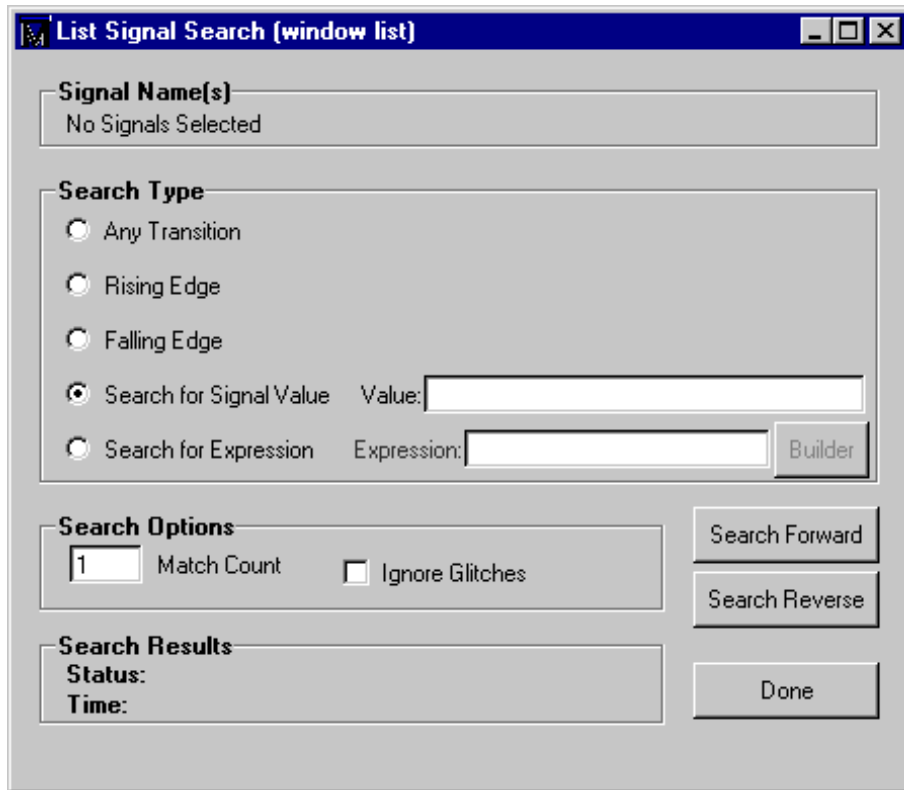 List Signal Search (window list)
Signal Name(s)
No Signals Selected
Search Type
Any Transition
Rising Edge
Falling Edge
Search for Signal Value Value:
Search for Expression Expression: Builder
Search Options
1 Match Count Ignore Glitches
Search Forward
Search Reverse
Search Results
Status:
Time:
Done